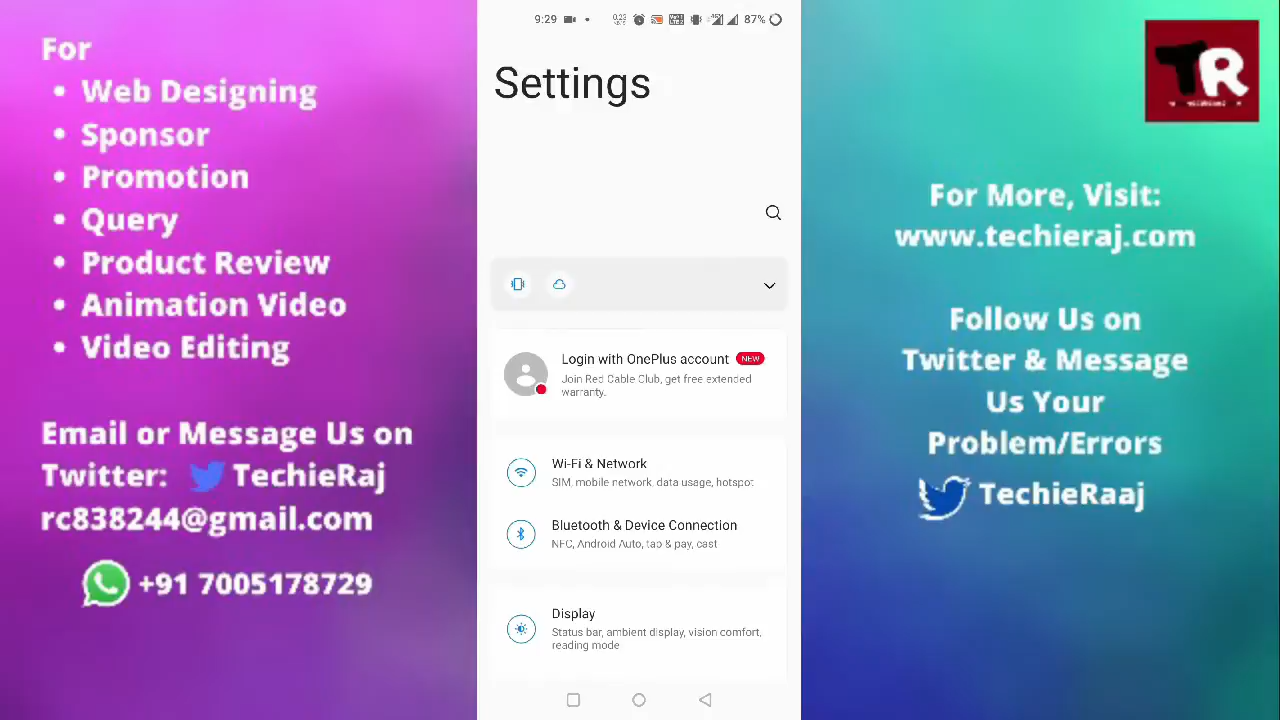 For
• Web Designing
• Sponsor
• Promotion
• Query
• Product Review
• Animation Video
• Video Editing
Email or Message Us on
Twitter: TechieRaj
rc838244@gmail.com
+91 7005178729
9:29
87%
Settings
Login with OnePlus account NEW
Join Red Cable Club, get free extended
warranty.
Wi-Fi & Network
SIM, mobile network, data usage, hotspot
Bluetooth & Device Connection
NFC, Android Auto, tab & pay, cast
Display
Status bar, ambient display, vision comfort,
reading mode
TR
For More, Visit:
www.techieraj.com
Follow Us on
Twitter & Message
Us Your
Problem/Errors
TechieRaaj